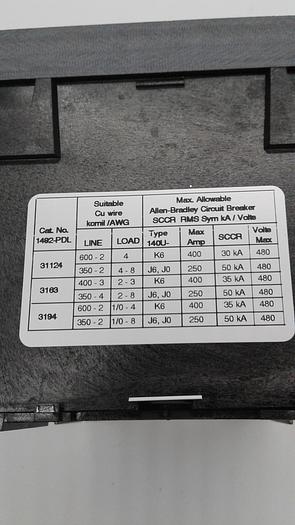 Cat. No. 1492-PDL | Suitable Cu wire kcmil /AWG | Max. Allowable Allen-Bradley Circuit Breaker SCCR RMS Sym kA / Volts
LINE | LOAD | Type 140U- | Max Amp | SCCR | Volts Max
31124 | 600 - 2 | 4 | K6 | 400 | 30 kA | 480
350 - 2 | 4 - 8 | J6, J0 | 250 | 50 kA | 480
3163 | 400 - 3 | 2 - 3 | K6 | 400 | 35 kA | 480
350 - 4 | 2 - 8 | J6, J0 | 250 | 50 kA | 480
3194 | 600 - 2 | 1/0 - 4 | K6 | 400 | 35 kA | 480
350 - 2 | 1/0 - 8 | J6, J0 | 250 | 50 kA | 480